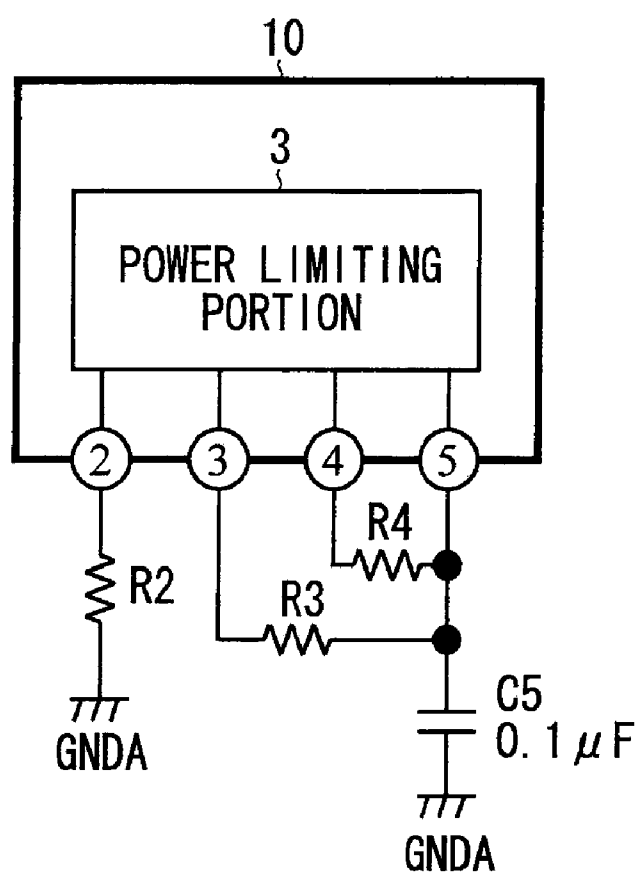 10
3
POWER LIMITING
PORTION
2 3 4 5
R4
R2
R3
C5
0.1μF
GNDA
GNDA